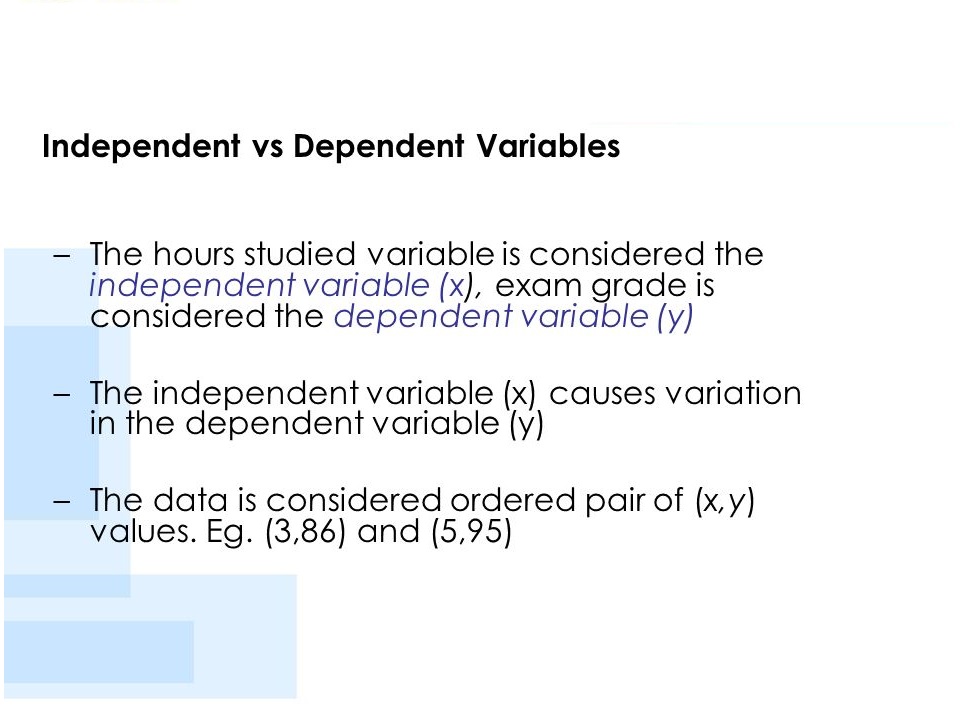 Independent vs Dependent Variables
– The hours studied variable is considered the
independent variable (x), exam grade is
considered the dependent variable (y)
– The independent variable (x) causes variation
in the dependent variable (y)
– The data is considered ordered pair of (x,y)
values. Eg. (3,86) and (5,95)